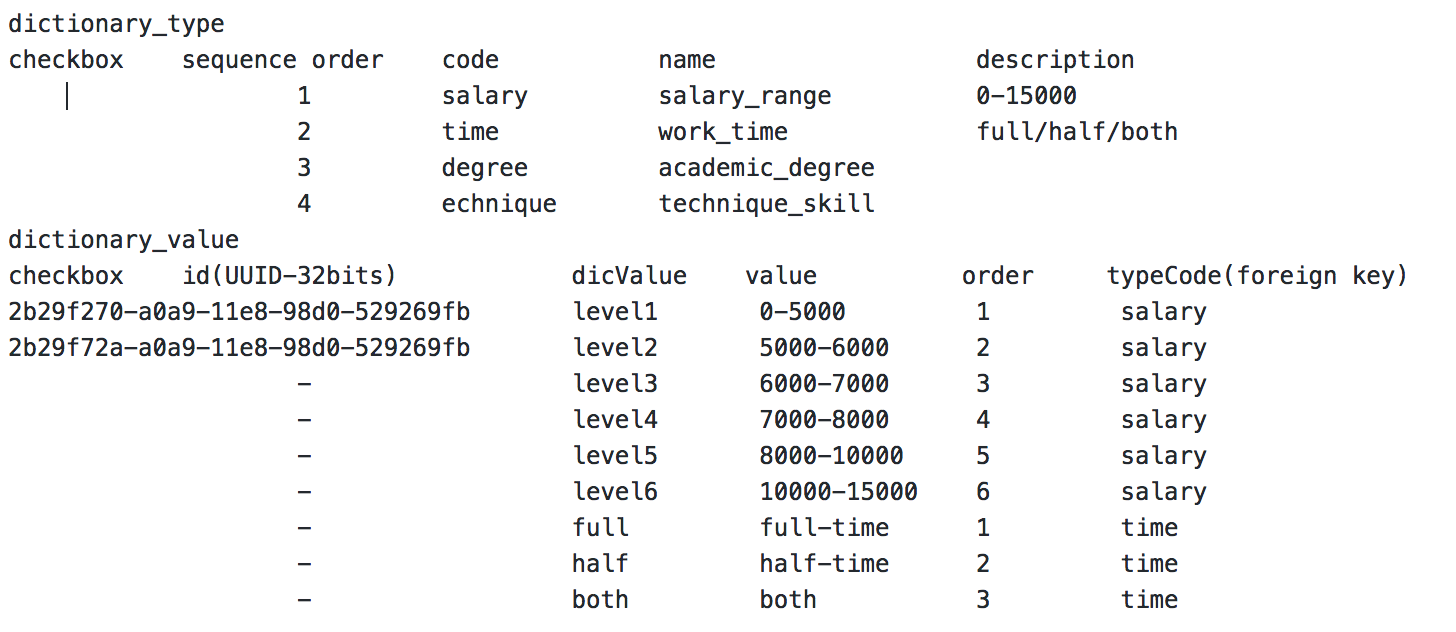 dictionary_type
checkbox sequence order code name description
1 salary salary_range 0-15000
2 time work_time full/half/both
3 degree academic_degree
4 echnique technique_skill
dictionary_value
checkbox id(UUID-32bits) dicValue value order typeCode(foreign key)
2b29f270-a0a9-11e8-98d0-529269fb level1 0-5000 1 salary
2b29f72a-a0a9-11e8-98d0-529269fb level2 5000-6000 2 salary
- level3 6000-7000 3 salary
- level4 7000-8000 4 salary
- level5 8000-10000 5 salary
- level6 10000-15000 6 salary
- full full-time 1 time
- half half-time 2 time
- both both 3 time